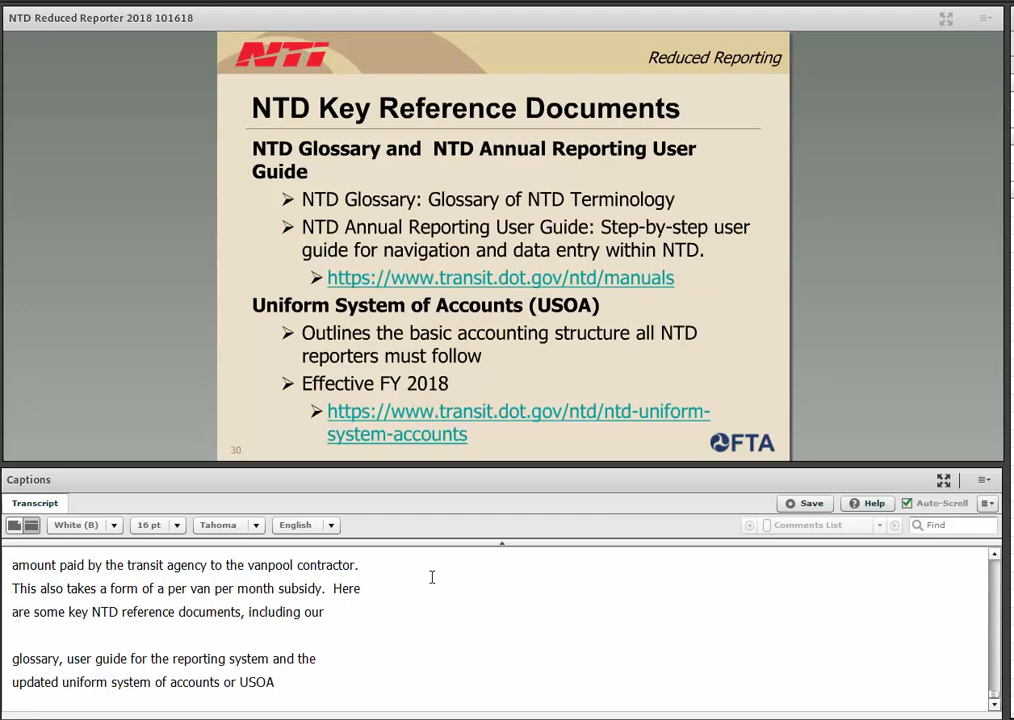 NTD Reduced Reporter 2018 101618
NTI
Reduced Reporting
NTD Key Reference Documents
NTD Glossary and NTD Annual Reporting User
Guide
NTD Glossary: Glossary of NTD Terminology
NTD Annual Reporting User Guide: Step-by-step user
guide for navigation and data entry within NTD.
https://www.transit.dot.gov/ntd/manuals
Uniform System of Accounts (USOA)
Outlines the basic accounting structure all NTD
reporters must follow
Effective FY 2018
https://www.transit.dot.gov/ntd/ntd-uniform-
system-accounts
30
FTA
Captions
Transcript
Save
Help
Auto-Scroll
White (B)
16 pt
Tahoma
English
Comments List
Find
amount paid by the transit agency to the vanpool contractor.
This also takes a form of a per van per month subsidy. Here
are some key NTD reference documents, including our
glossary, user guide for the reporting system and the
updated uniform system of accounts or USOA